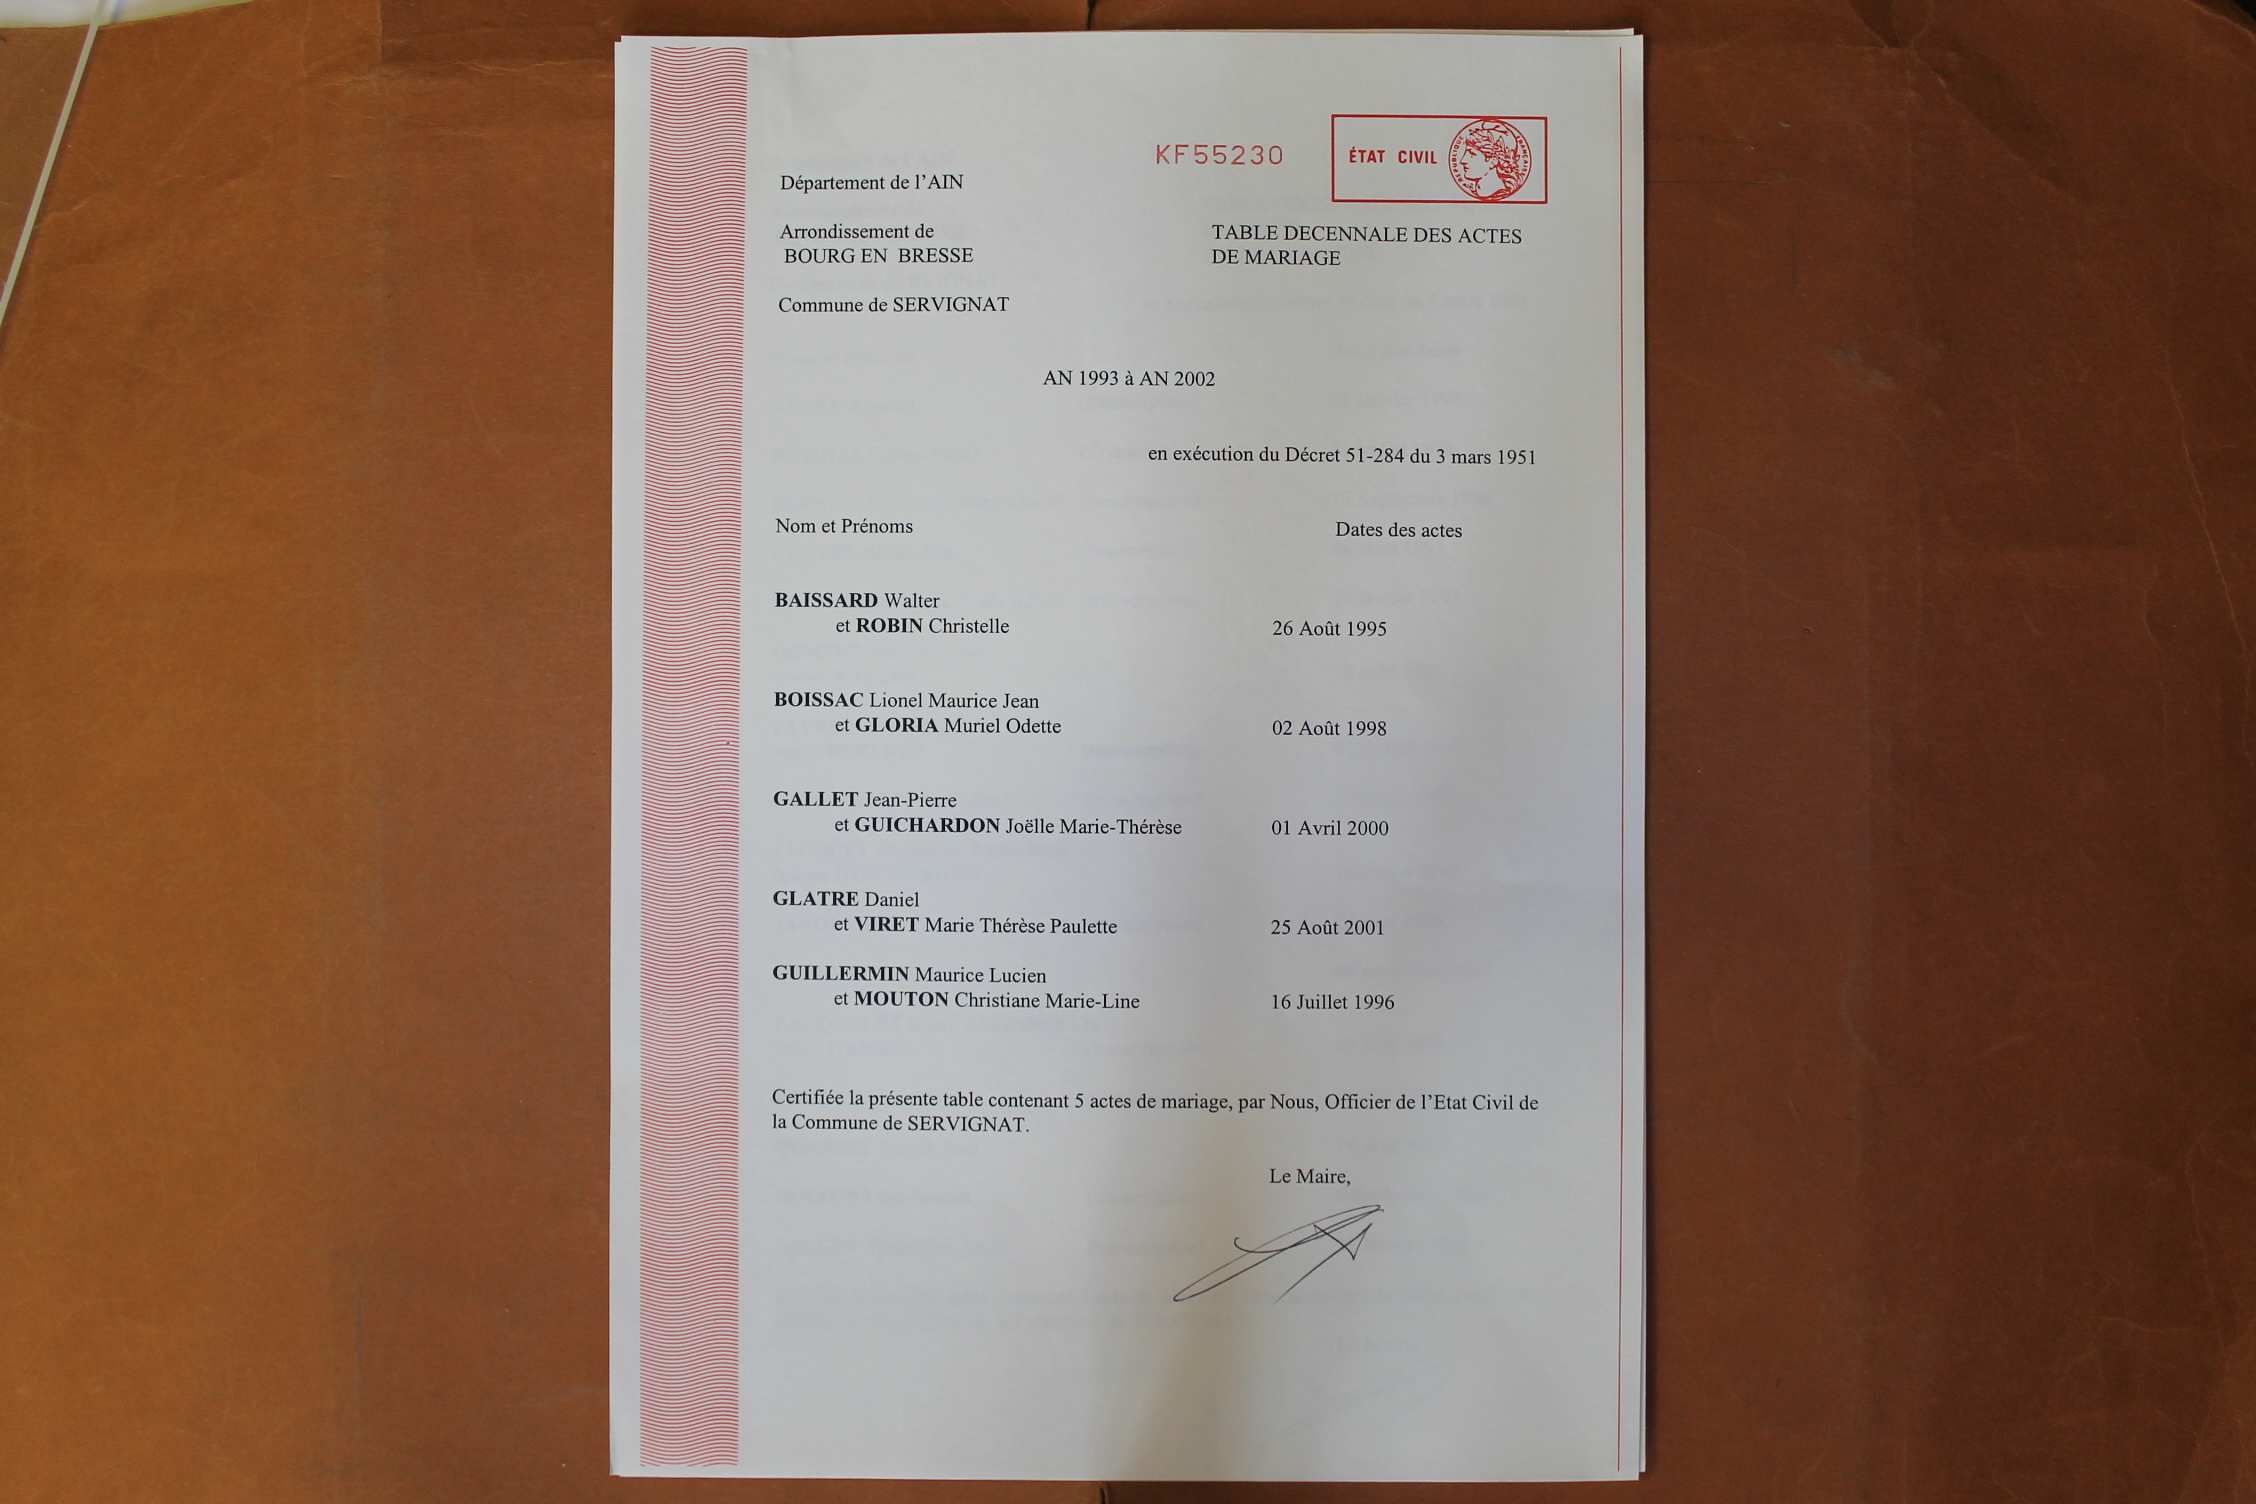 KF55230
ÉTAT CIVIL
RÉPUBLIQUE FRANÇAISE
Département de l'AIN
Arrondissement de
BOURG EN BRESSE
TABLE DECENNALE DES ACTES
DE MARIAGE
Commune de SERVIGNAT
AN 1993 à AN 2002
en exécution du Décret 51-284 du 3 mars 1951
Nom et Prénoms Dates des actes
BAISSARD Walter
et ROBIN Christelle 26 Août 1995
BOISSAC Lionel Maurice Jean
et GLORIA Muriel Odette 02 Août 1998
GALLET Jean-Pierre
et GUICHARDON Joëlle Marie-Thérèse 01 Avril 2000
GLATRE Daniel
et VIRET Marie Thérèse Paulette 25 Août 2001
GUILLERMIN Maurice Lucien
et MOUTON Christiane Marie-Line 16 Juillet 1996
Certifiée la présente table contenant 5 actes de mariage, par Nous, Officier de l'Etat Civil de
la Commune de SERVIGNAT.
Le Maire,